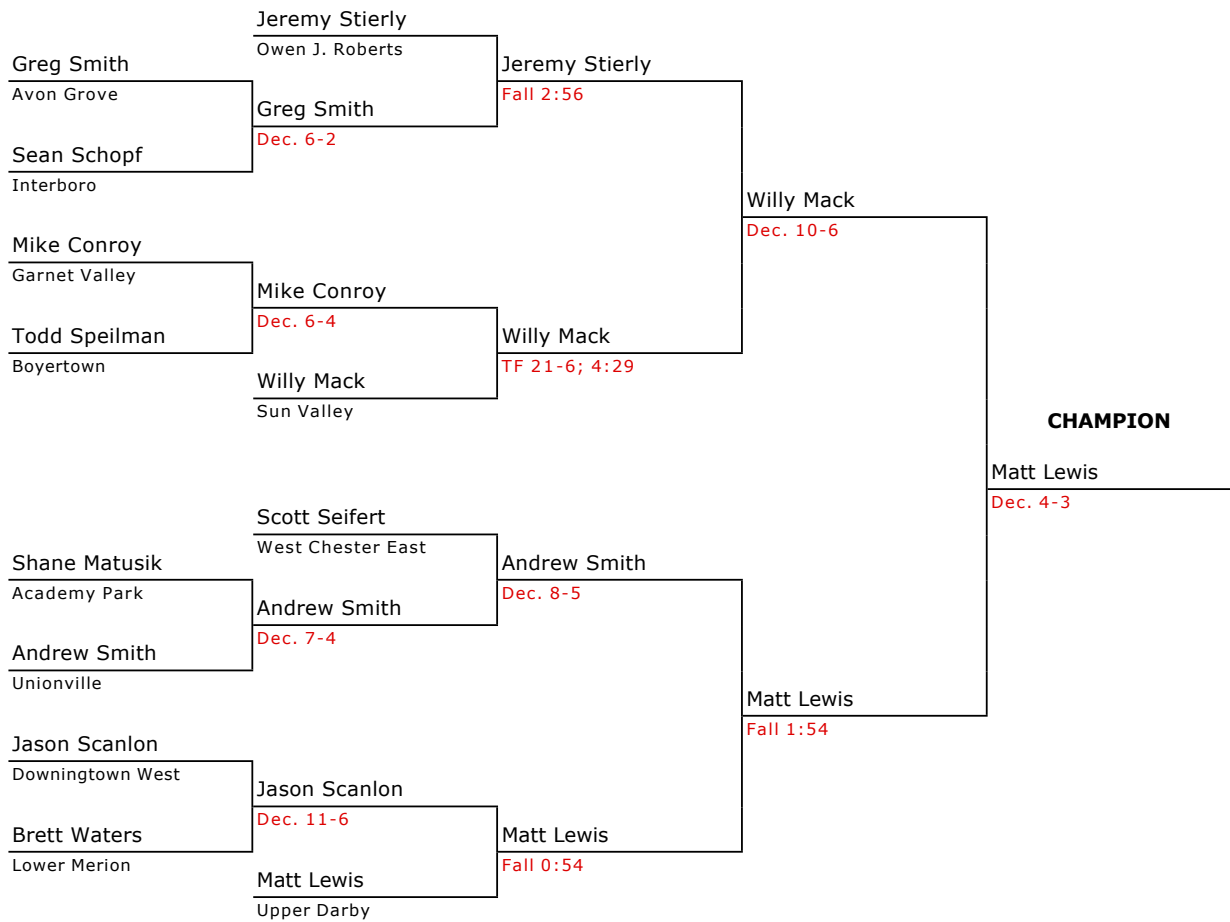 Jeremy Stierly
Owen J. Roberts
Greg Smith
Avon Grove
Jeremy Stierly
Fall 2:56
Greg Smith
Dec. 6-2
Sean Schopf
Interboro
Willy Mack
Dec. 10-6
Mike Conroy
Garnet Valley
Mike Conroy
Dec. 6-4
Todd Speilman
Boyertown
Willy Mack
TF 21-6; 4:29
Willy Mack
Sun Valley
CHAMPION
Matt Lewis
Dec. 4-3
Scott Seifert
West Chester East
Shane Matusik
Academy Park
Andrew Smith
Dec. 8-5
Andrew Smith
Dec. 7-4
Andrew Smith
Unionville
Matt Lewis
Fall 1:54
Jason Scanlon
Downingtown West
Jason Scanlon
Dec. 11-6
Brett Waters
Lower Merion
Matt Lewis
Fall 0:54
Matt Lewis
Upper Darby